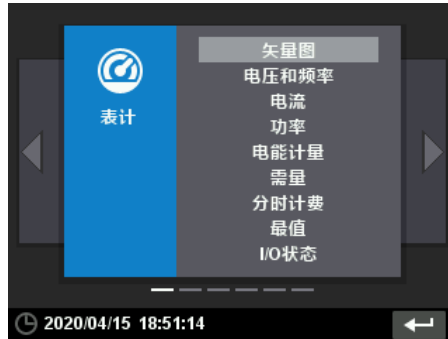 表计
矢量图
电压和频率
电流
功率
电能计量
需量
分时计费
最值
I/O状态
2020/04/15 18:51:14